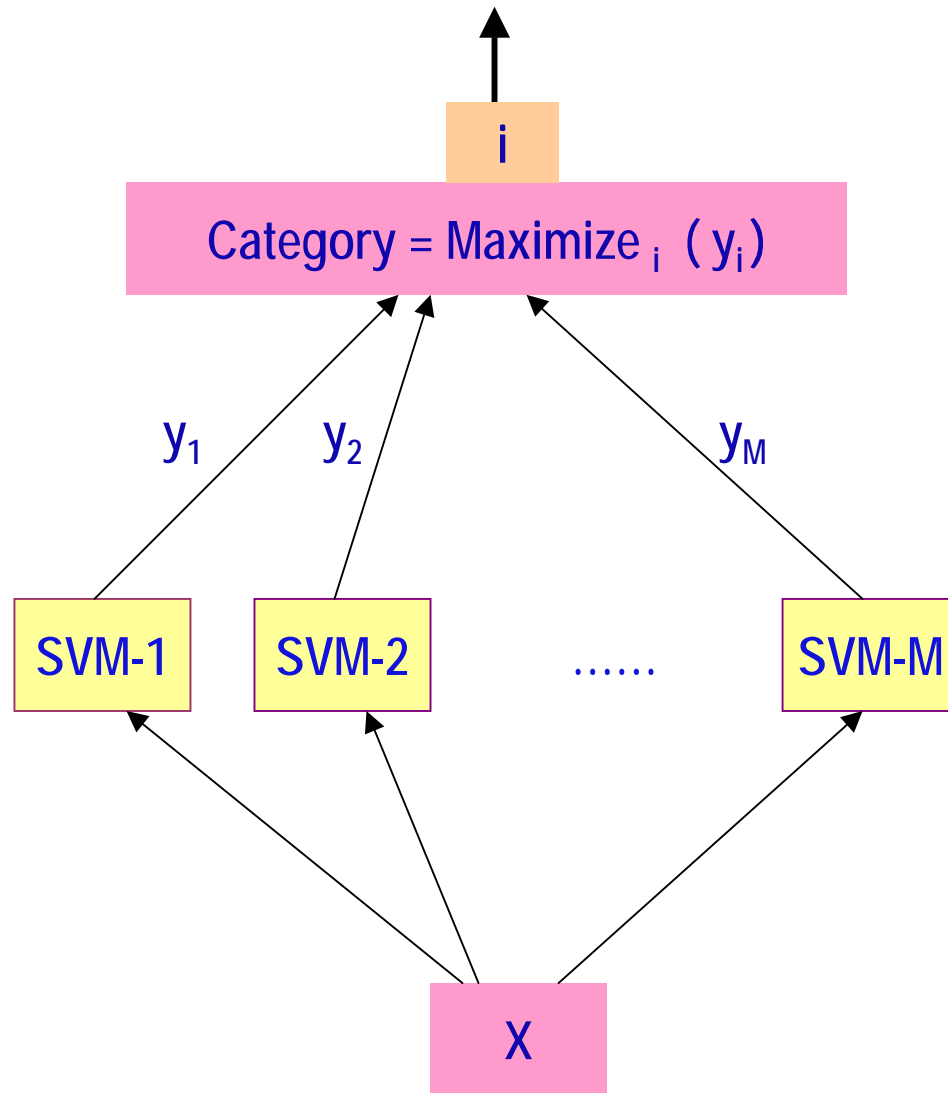 i
Category = Maximize i ( yi)
y1 y2 yM
SVM-1 SVM-2 ...... SVM-M
X